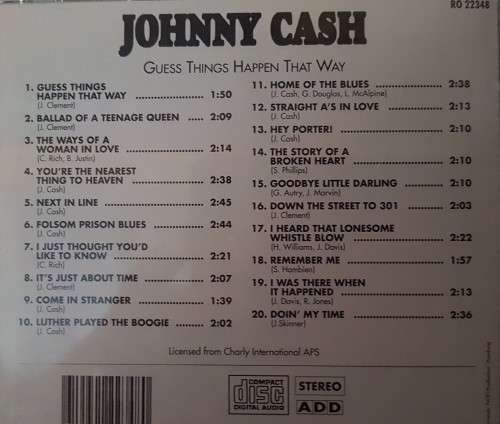 RO 22348
JOHNNY CASH
GUESS THINGS HAPPEN THAT WAY
1. GUESS THINGS
HAPPEN THAT WAY ........... 1:50
(J. Clement)
2. BALLAD OF A TEENAGE QUEEN ..... 2:09
(J. Clement)
3. THE WAYS OF A
WOMAN IN LOVE ................ 2:14
(C. Rich, B. Justin)
4. YOU'RE THE NEAREST
THING TO HEAVEN ............ 2:38
(J. Cash)
5. NEXT IN LINE ...................... 2:45
(J. Cash)
6. FOLSOM PRISON BLUES ........... 2:44
(J. Cash)
7. I JUST THOUGHT YOU'D
LIKE TO KNOW ................... 2:21
(C. Rich)
8. IT'S JUST ABOUT TIME ............ 2:07
(J. Clement)
9. COME IN STRANGER ............... 1:39
(J. Cash)
10. LUTHER PLAYED THE BOOGIE ........ 2:02
(J. Cash)
11. HOME OF THE BLUES ............... 2:38
(J. Cash, G. Douglas, L. McAlpine)
12. STRAIGHT A'S IN LOVE ............ 2:13
(J. Cash)
13. HEY PORTER! ....................... 2:10
(J. Cash)
14. THE STORY OF A
BROKEN HEART .................... 2:10
(S. Phillips)
15. GOODBYE LITTLE DARLING ........ 2:10
(G. Autry, J. Marvin)
16. DOWN THE STREET TO 301 ........ 2:03
(J. Clement)
17. I HEARD THAT LONESOME
WHISTLE BLOW .................... 2:22
(H. Williams, J. Davis)
18. REMEMBER ME ..................... 1:57
(S. Hamblen)
19. I WAS THERE WHEN
IT HAPPENED ...................... 2:13
(J. Davis, R. Jones)
20. DOIN' MY TIME .................... 2:36
(J.Skinner)
Licensed from Charly International APS
COMPACT
disc
DIGITAL AUDIO
STEREO
ADD